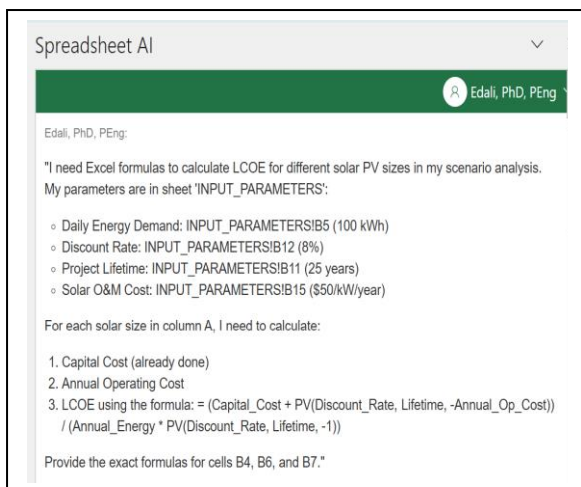 Spreadsheet AI
Edali, PhD, PEng
Edali, PhD, PEng:
"I need Excel formulas to calculate LCOE for different solar PV sizes in my scenario analysis.
My parameters are in sheet 'INPUT_PARAMETERS':
◦ Daily Energy Demand: INPUT_PARAMETERS!B5 (100 kWh)
◦ Discount Rate: INPUT_PARAMETERS!B12 (8%)
◦ Project Lifetime: INPUT_PARAMETERS!B11 (25 years)
◦ Solar O&M Cost: INPUT_PARAMETERS!B15 ($50/kW/year)
For each solar size in column A, I need to calculate:
1. Capital Cost (already done)
2. Annual Operating Cost
3. LCOE using the formula: = (Capital_Cost + PV(Discount_Rate, Lifetime, -Annual_Op_Cost))
/ (Annual_Energy * PV(Discount_Rate, Lifetime, -1))
Provide the exact formulas for cells B4, B6, and B7."